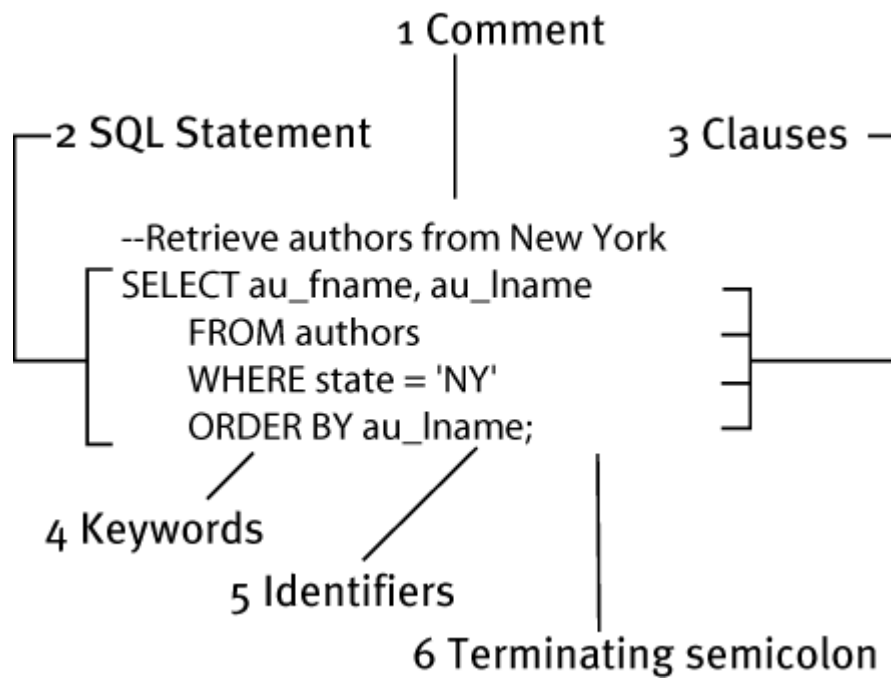 1 Comment
2 SQL Statement
3 Clauses
--Retrieve authors from New York
SELECT au_fname, au_lname
FROM authors
WHERE state = 'NY'
ORDER BY au_lname;
4 Keywords
5 Identifiers
6 Terminating semicolon